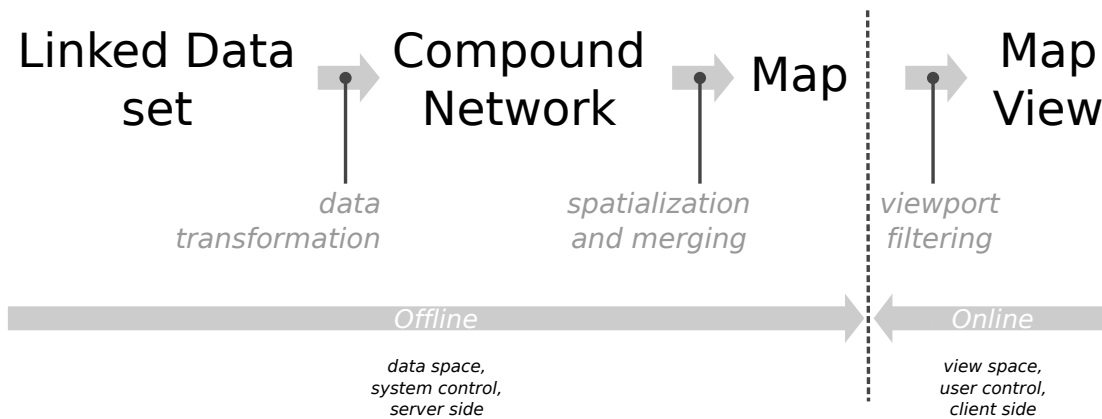 Linked Data
set
Compound
Network
Map
Map
View
data
transformation
spatialization
and merging
viewport
filtering
Offline
Online
data space,
system control,
server side
view space,
user control,
client side